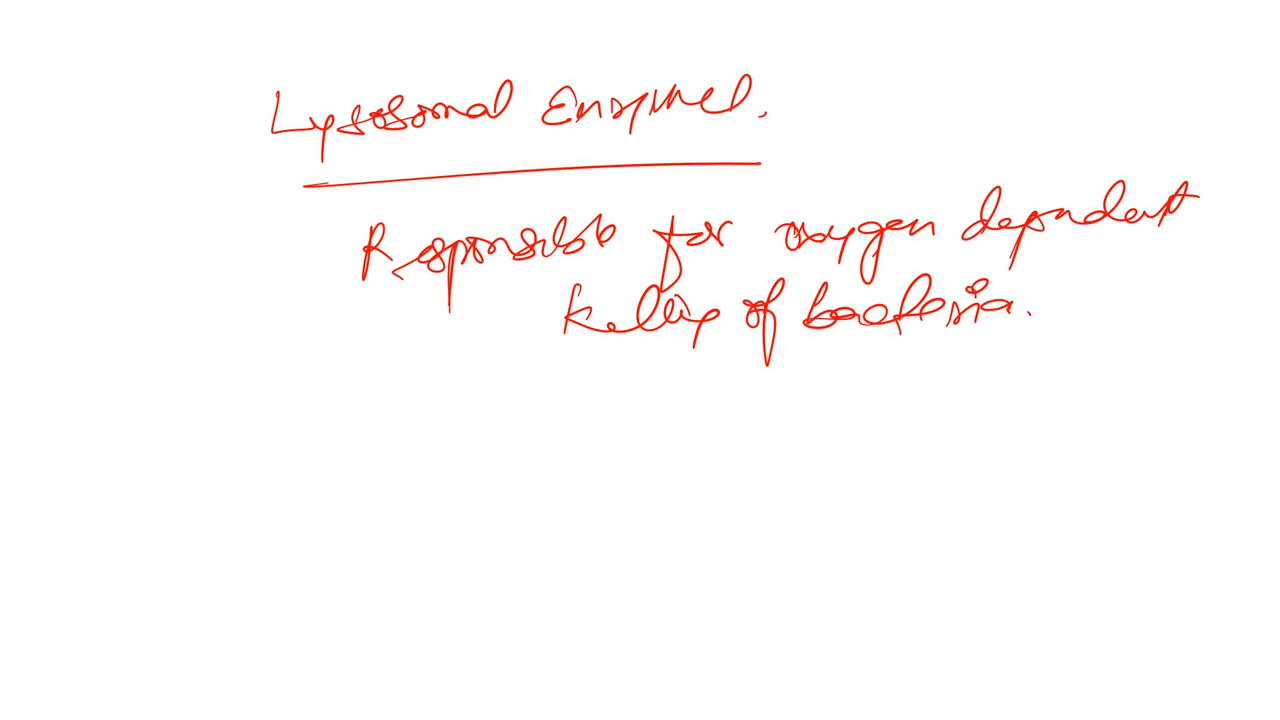 Lysosomal Enzymes.
Responsible for oxygen dependent
killing of bacteria.